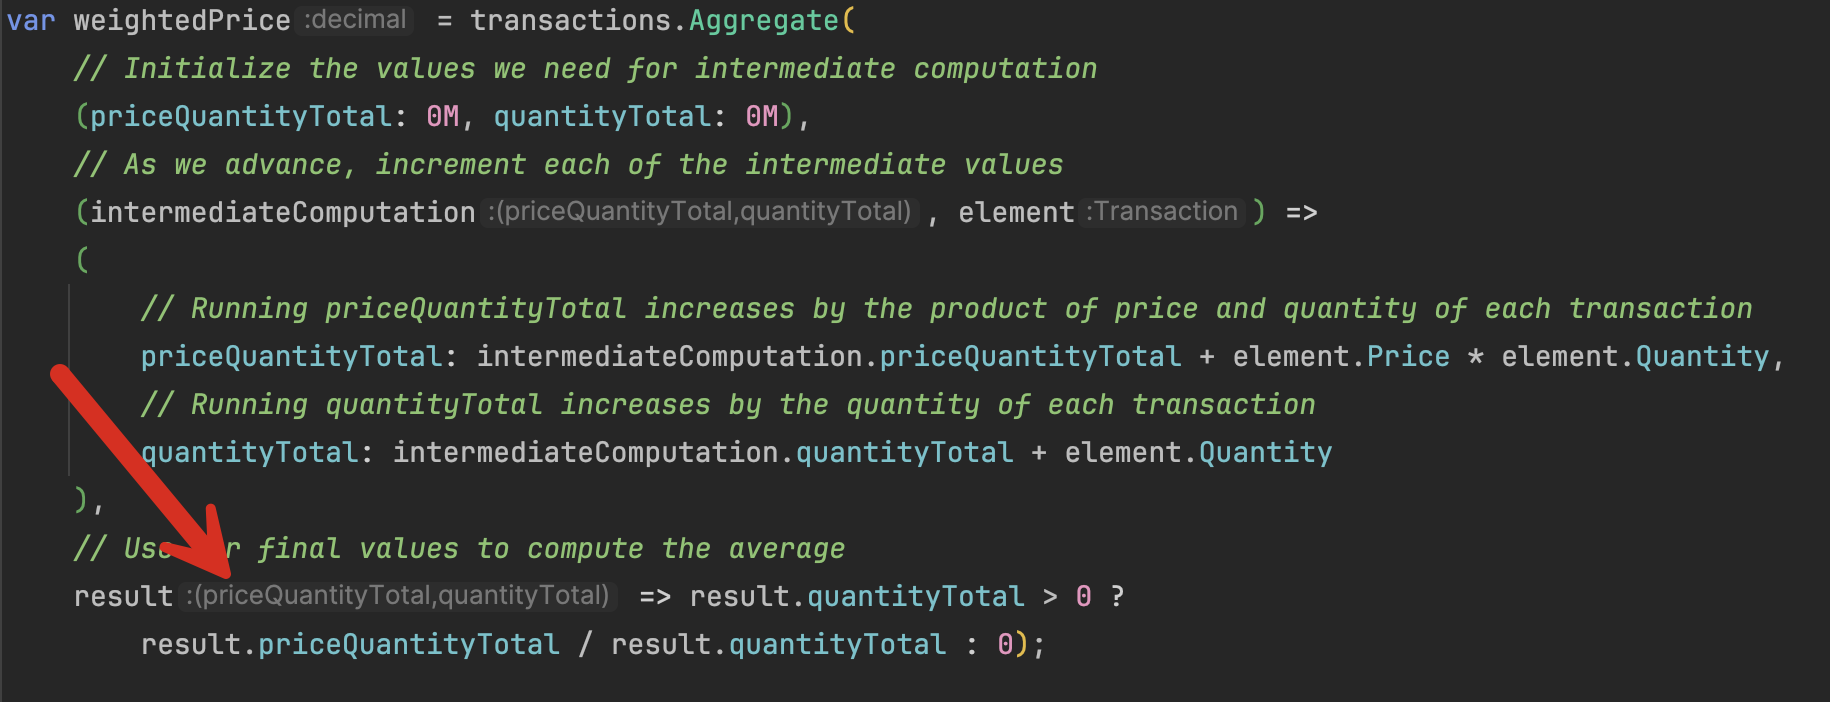 var weightedPrice :decimal = transactions.Aggregate(
// Initialize the values we need for intermediate computation
(priceQuantityTotal: 0M, quantityTotal: 0M),
// As we advance, increment each of the intermediate values
(intermediateComputation :(priceQuantityTotal,quantityTotal) , element :Transaction ) =>
(
// Running priceQuantityTotal increases by the product of price and quantity of each transaction
priceQuantityTotal: intermediateComputation.priceQuantityTotal + element.Price * element.Quantity,
// Running quantityTotal increases by the quantity of each transaction
quantityTotal: intermediateComputation.quantityTotal + element.Quantity
),
// Use final values to compute the average
result :(priceQuantityTotal,quantityTotal) => result.quantityTotal > 0 ?
result.priceQuantityTotal / result.quantityTotal : 0);